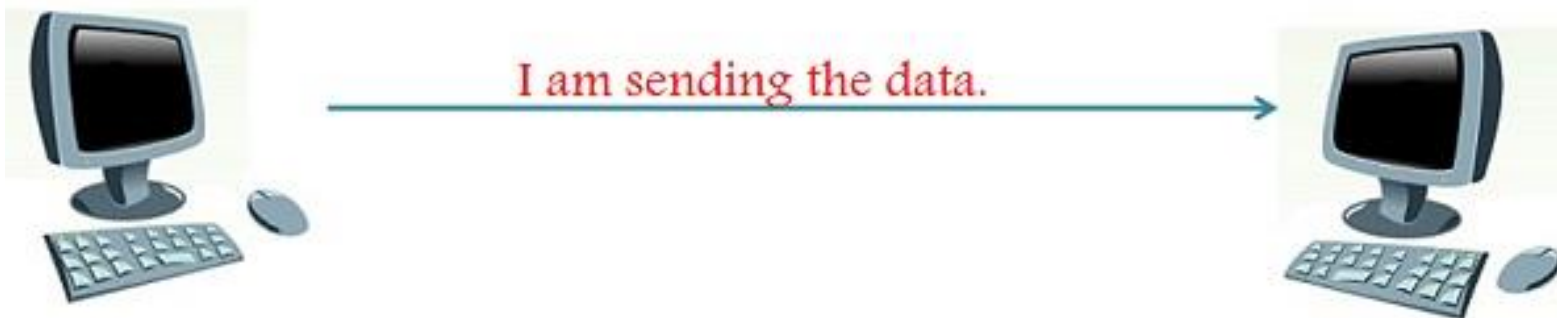 I am sending the data.